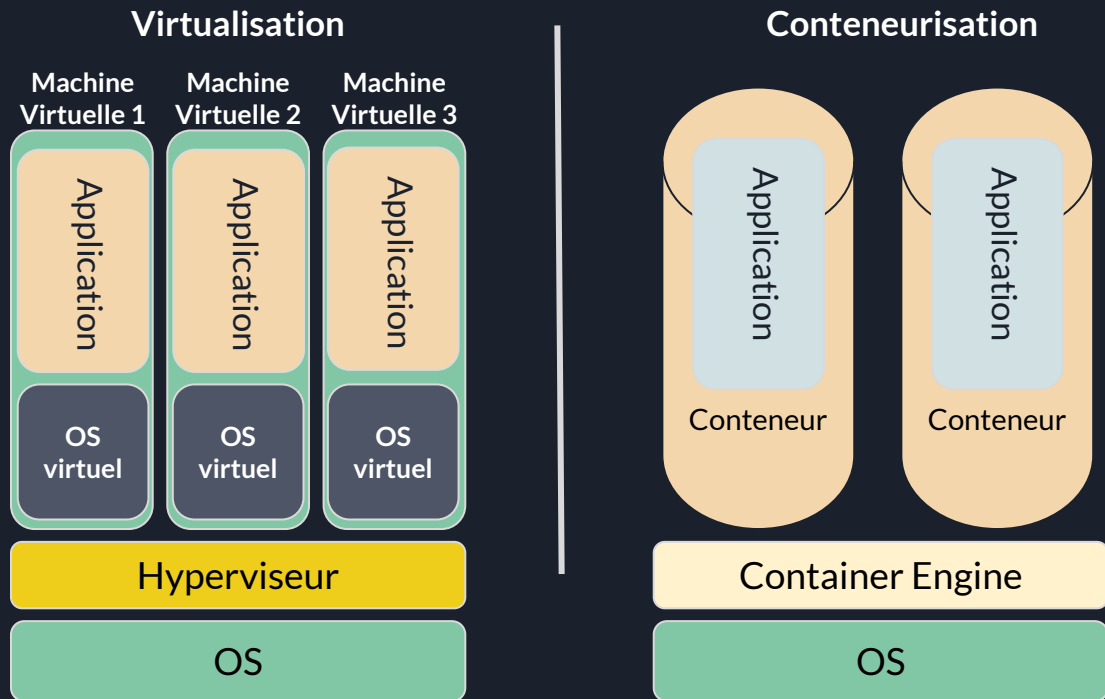 Virtualisation
Machine
Virtuelle 1
Machine
Virtuelle 2
Machine
Virtuelle 3
Application
Application
Application
OS
virtuel
OS
virtuel
OS
virtuel
Hyperviseur
OS
Conteneurisation
Application
Conteneur
Application
Conteneur
Container Engine
OS